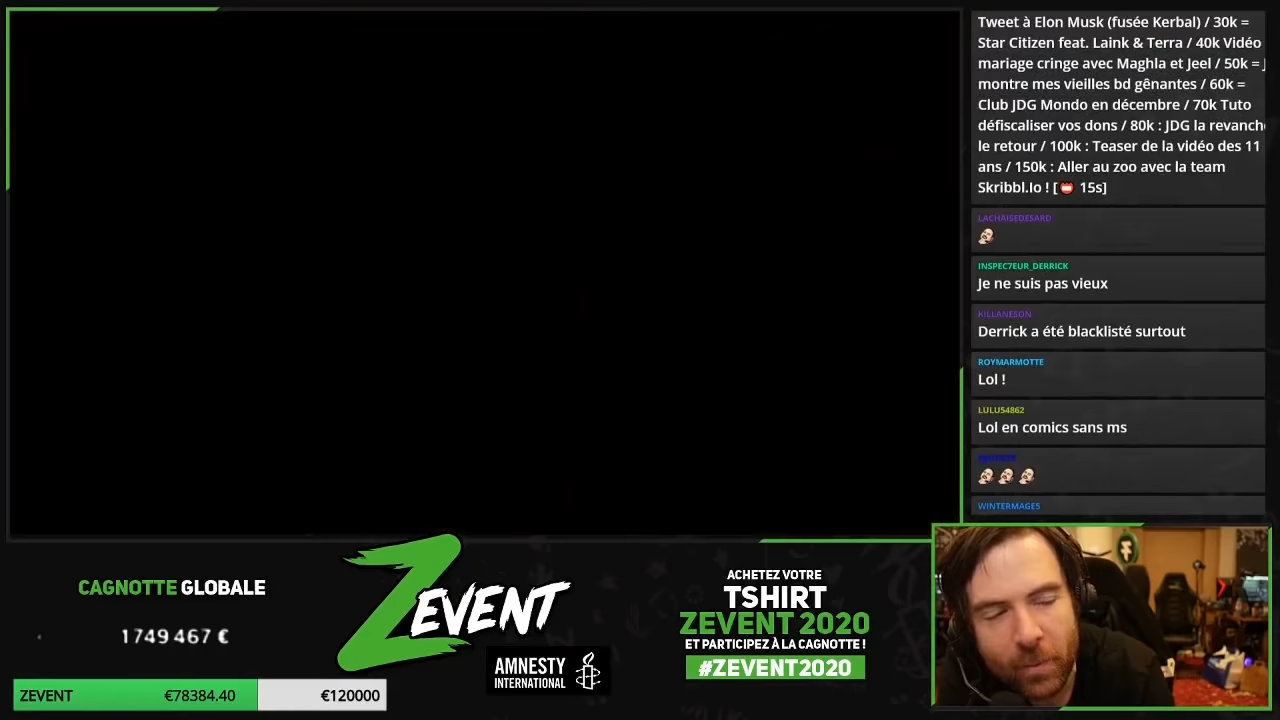 Tweet à Elon Musk (fusée Kerbal) / 30k =
Star Citizen feat. Laink & Terra / 40k Vidéo
mariage cringe avec Maghla et Jeel / 50k = J
montre mes vieilles bd gênantes / 60k =
Club JDG Mondo en décembre / 70k Tuto
défiscaliser vos dons / 80k : JDG la revanche
le retour / 100k : Teaser de la vidéo des 11
ans / 150k : Aller au zoo avec la team
Skribbl.Io ! [📛 15s]
LACHAISEDESARD
INSPEC7EUR_DERRICK
Je ne suis pas vieux
KILLANESON
Derrick a été blacklisté surtout
ROYMARMOTTE
Lol !
LULU54862
Lol en comics sans ms
WINTERMAGE5
CAGNOTTE GLOBALE
1 749 467 €
ZEVENT €78384.40 €120000
ZEVENT
AMNESTY
INTERNATIONAL
ACHETEZ VOTRE
TSHIRT
ZEVENT 2020
ET PARTICIPEZ À LA CAGNOTTE !
#ZEVENT2020